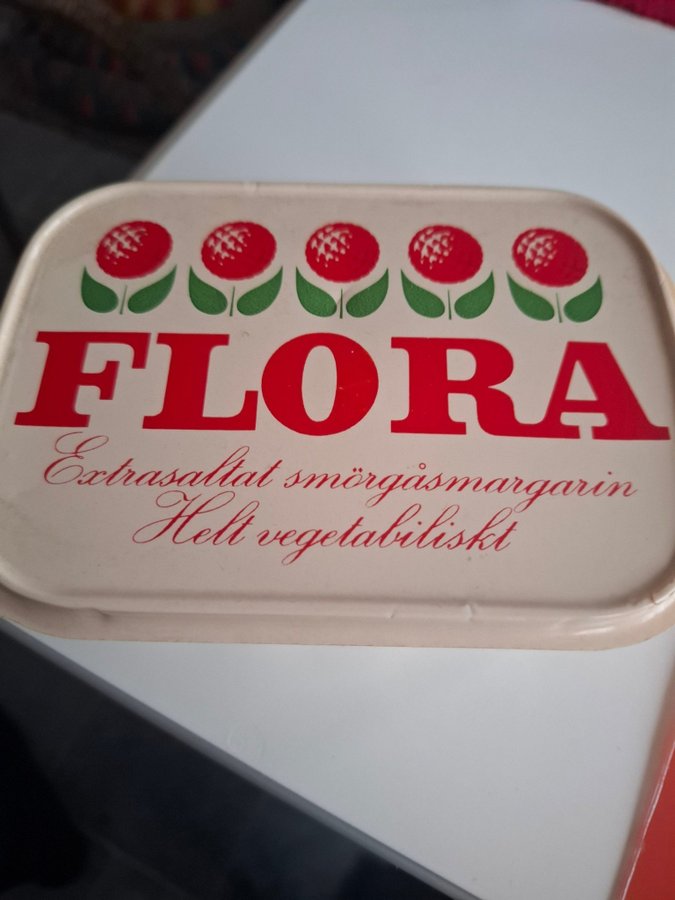 FLORA
Extrasaltat smörgåsmargarin
Helt vegetabiliskt